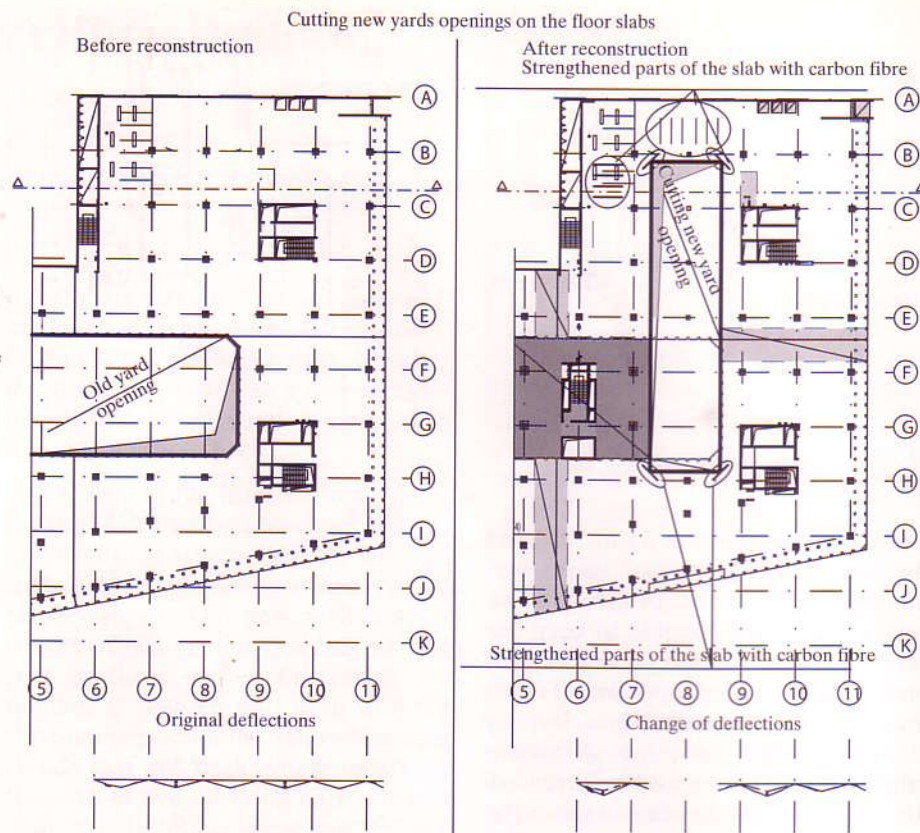 Cutting new yards openings on the floor slabs
Before reconstruction
After reconstruction
Strengthened parts of the slab with carbon fibre
A
B
C
D
E
F
G
H
I
J
K
Old yard
opening
5 6 7 8 9 10 11
Original deflections
A
B
C
D
E
F
G
H
I
J
K
Cutting new yard
opening
Strengthened parts of the slab with carbon fibre
5 6 7 8 9 10 11
Change of deflections